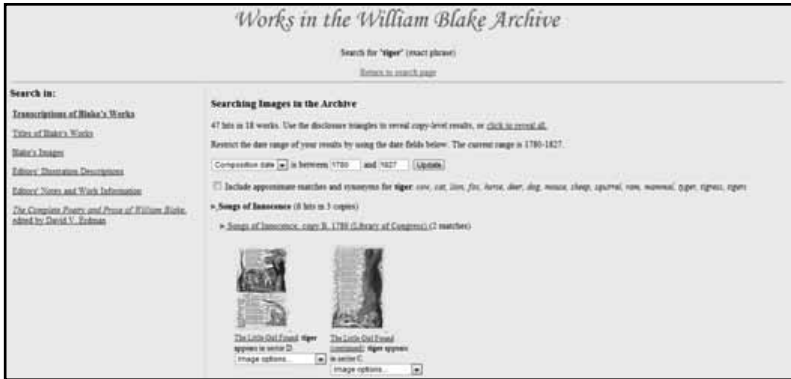 Works in the William Blake Archive
Search for "tiger" (exact phrase)
Return to search page
Search in:
Transcriptions of Blake's Works
Titles of Blake's Works
Blake's Images
Editors' Illustration Descriptions
Editors' Notes and Work Information
The Complete Poetry and Prose of William Blake,
edited by David V. Erdman
Searching Images in the Archive
47 hits in 18 works. Use the disclosure triangles to reveal copy-level results, or click to reveal all.
Restrict the date range of your results by using the date fields below. The current range is 1780-1827.
Composition date is between 1780 and 1827 Update
Include approximate matches and synonyms for tiger: cow, cat, lion, fox, horse, deer, dog, mouse, sheep, squirrel, ram, mammal, tyger, tigress, tigers
Songs of Innocence (8 hits in 3 copies)
Songs of Innocence, copy B, 1789 (Library of Congress) (2 matches)
The Little Girl Found: tiger
appears in sector D.
Image options...
The Little Girl Found
(continued): tiger appears
in sector C.
Image options...